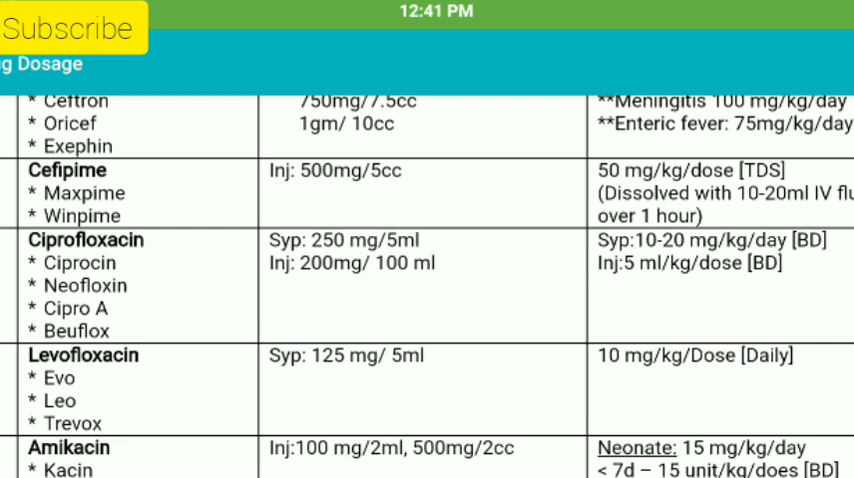 12:41 PM
Subscribe
g Dosage
* Ceftron 750mg/7.5cc **Meningitis 100 mg/kg/day
* Oricef 1gm/ 10cc **Enteric fever: 75mg/kg/day
* Exephin
Cefipime Inj: 500mg/5cc 50 mg/kg/dose [TDS]
* Maxpime (Dissolved with 10-20ml IV flu
* Winpime over 1 hour)
Ciprofloxacin Syp: 250 mg/5ml Syp:10-20 mg/kg/day [BD]
* Ciprocin Inj: 200mg/ 100 ml Inj:5 ml/kg/dose [BD]
* Neofloxin
* Cipro A
* Beuflox
Levofloxacin Syp: 125 mg/ 5ml 10 mg/kg/Dose [Daily]
* Evo
* Leo
* Trevox
Amikacin Inj:100 mg/2ml, 500mg/2cc Neonate: 15 mg/kg/day
* Kacin < 7d – 15 unit/kg/does [BD]